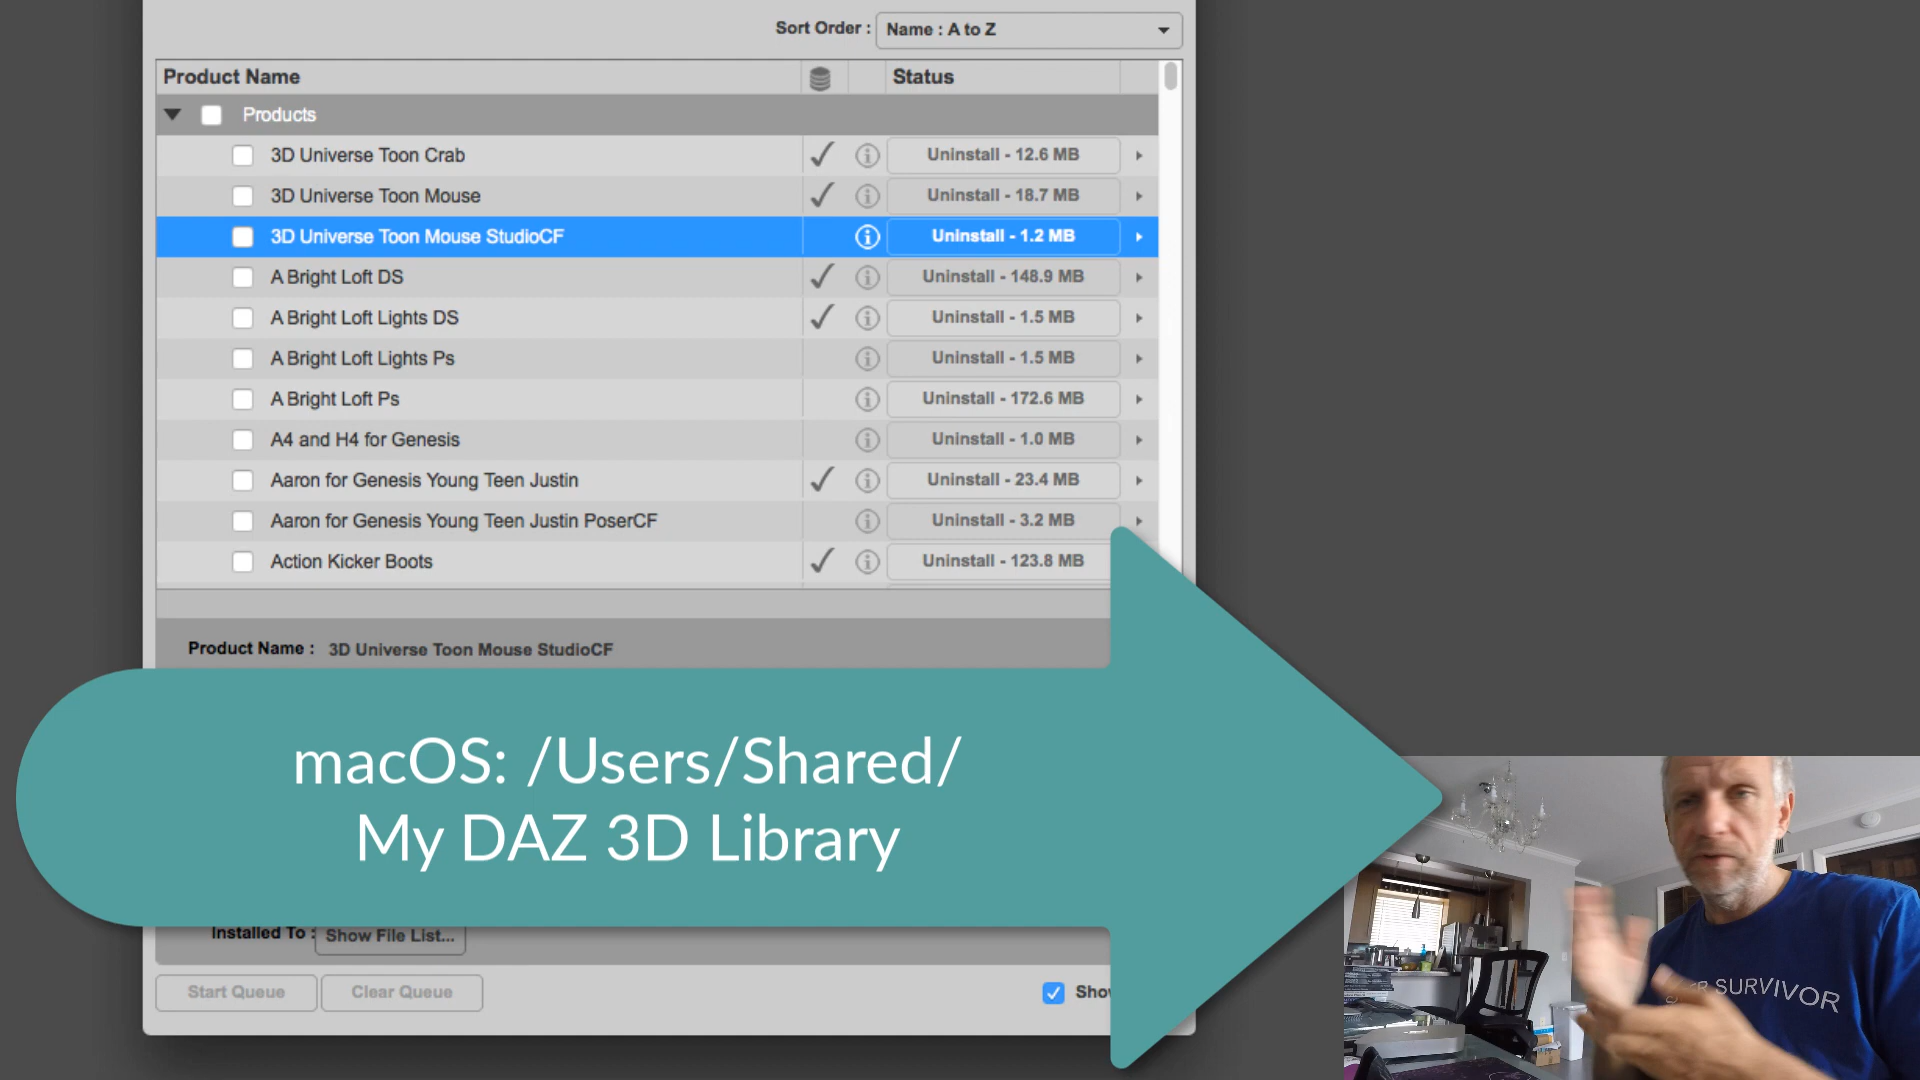 Sort Order : Name : A to Z
Product Name Status
Products
3D Universe Toon Crab Uninstall - 12.6 MB
3D Universe Toon Mouse Uninstall - 18.7 MB
3D Universe Toon Mouse StudioCF Uninstall - 1.2 MB
A Bright Loft DS Uninstall - 148.9 MB
A Bright Loft Lights DS Uninstall - 1.5 MB
A Bright Loft Lights Ps Uninstall - 1.5 MB
A Bright Loft Ps Uninstall - 172.6 MB
A4 and H4 for Genesis Uninstall - 1.0 MB
Aaron for Genesis Young Teen Justin Uninstall - 23.4 MB
Aaron for Genesis Young Teen Justin PoserCF Uninstall - 3.2 MB
Action Kicker Boots Uninstall - 123.8 MB
Product Name : 3D Universe Toon Mouse StudioCF
macOS: /Users/Shared/
My DAZ 3D Library
Installed To : Show File List...
Start Queue Clear Queue
SURVIVOR